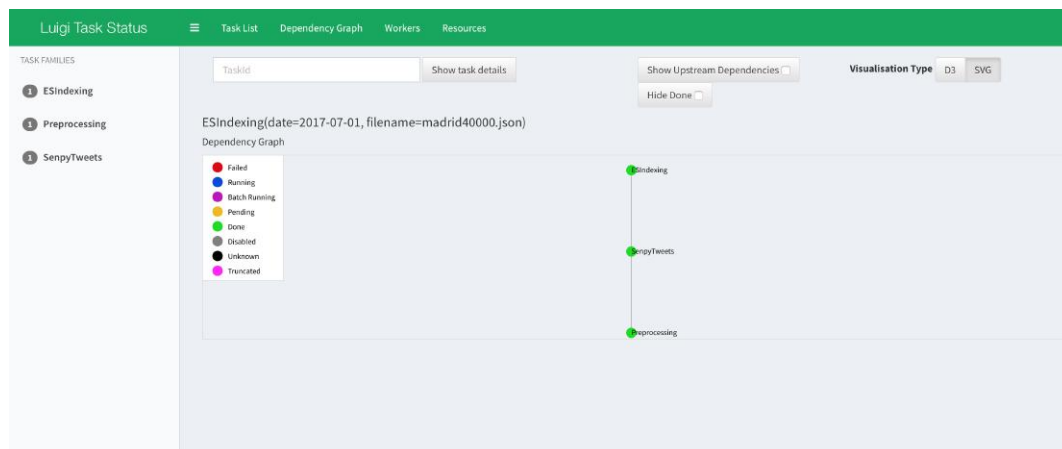 Luigi Task Status
Task List
Dependency Graph
Workers
Resources
TASK FAMILIES
1 ESIndexing
1 Preprocessing
1 SenpyTweets
TaskId
Show task details
Show Upstream Dependencies
Hide Done
Visualisation Type
D3
SVG
ESIndexing(date=2017-07-01, filename=madrid40000.json)
Dependency Graph
Failed
Running
Batch Running
Pending
Done
Disabled
Unknown
Truncated
ESIndexing
SenpyTweets
Preprocessing